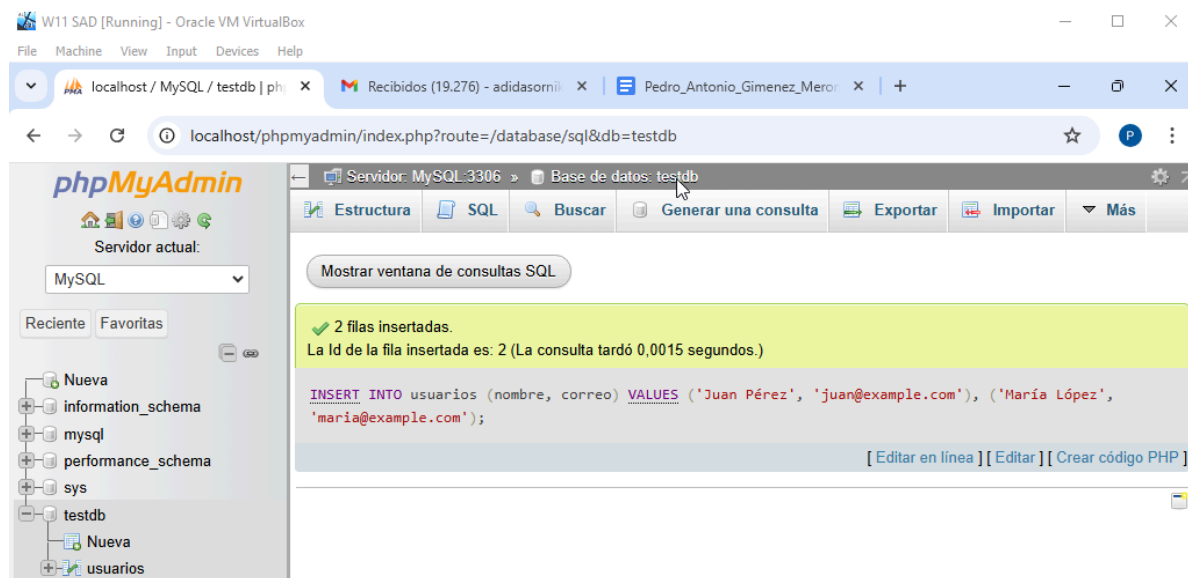 W11 SAD [Running] - Oracle VM VirtualBox
File Machine View Input Devices Help
localhost / MySQL / testdb | ph
Recibidos (19.276) - adidasornil
Pedro_Antonio_Gimenez_Meror
localhost/phpmyadmin/index.php?route=/database/sql&db=testdb
P
phpMyAdmin
Servidor actual:
MySQL
Reciente Favoritas
Nueva
information_schema
mysql
performance_schema
sys
testdb
Nueva
usuarios
Servidor: MySQL:3306 » Base de datos: testdb
Estructura SQL Buscar Generar una consulta Exportar Importar Más
Mostrar ventana de consultas SQL
2 filas insertadas.
La Id de la fila insertada es: 2 (La consulta tardó 0,0015 segundos.)
INSERT INTO usuarios (nombre, correo) VALUES ('Juan Pérez', 'juan@example.com'), ('María López',
'maria@example.com');
[ Editar en línea ] [ Editar ] [ Crear código PHP ]